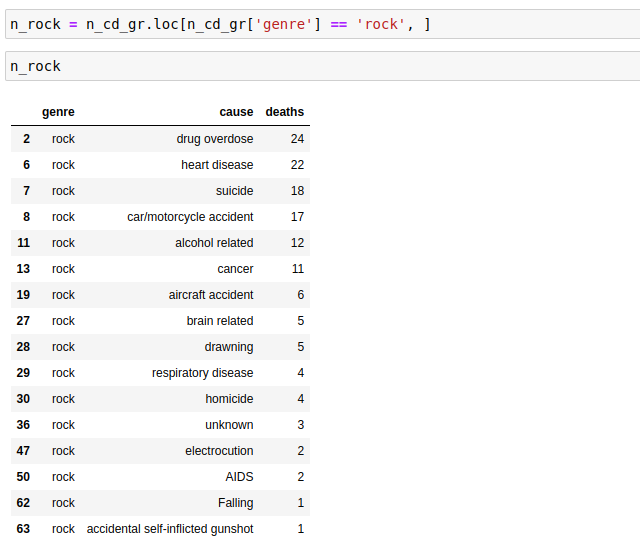 n_rock = n_cd_gr.loc[n_cd_gr['genre'] == 'rock', ]
n_rock
genre cause deaths
2 rock drug overdose 24
6 rock heart disease 22
7 rock suicide 18
8 rock car/motorcycle accident 17
11 rock alcohol related 12
13 rock cancer 11
19 rock aircraft accident 6
27 rock brain related 5
28 rock drawning 5
29 rock respiratory disease 4
30 rock homicide 4
36 rock unknown 3
47 rock electrocution 2
50 rock AIDS 2
62 rock Falling 1
63 rock accidental self-inflicted gunshot 1